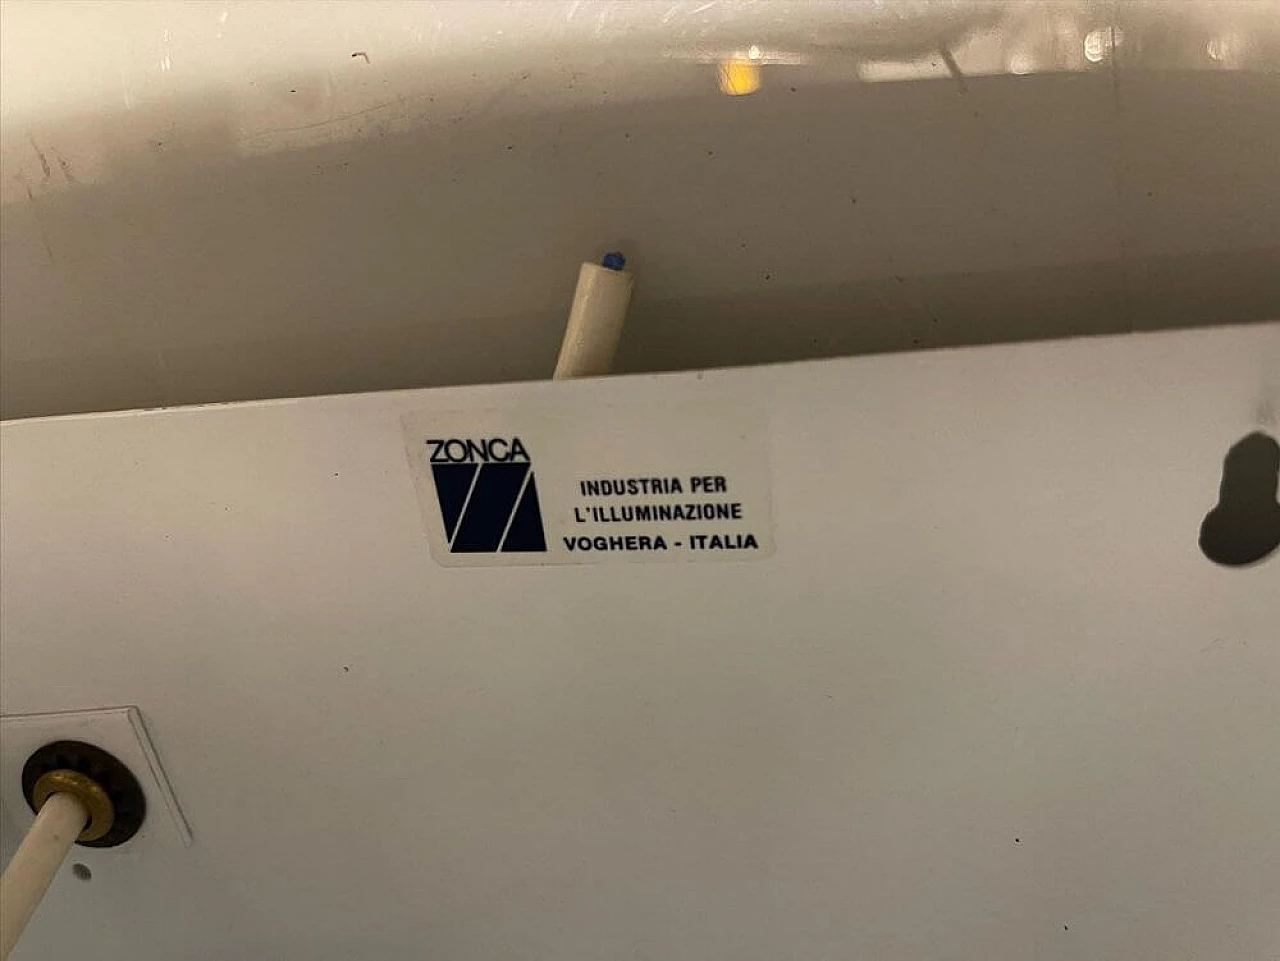 ZONCA
INDUSTRIA PER
L'ILLUMINAZIONE
VOGHERA - ITALIA